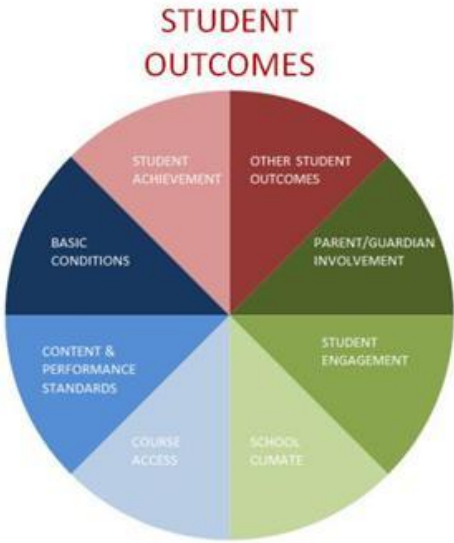 STUDENT
OUTCOMES
STUDENT
ACHIEVEMENT
OTHER STUDENT
OUTCOMES
BASIC
CONDITIONS
PARENT/GUARDIAN
INVOLVEMENT
CONTENT &
PERFORMANCE
STANDARDS
STUDENT
ENGAGEMENT
COURSE
ACCESS
SCHOOL
CLIMATE